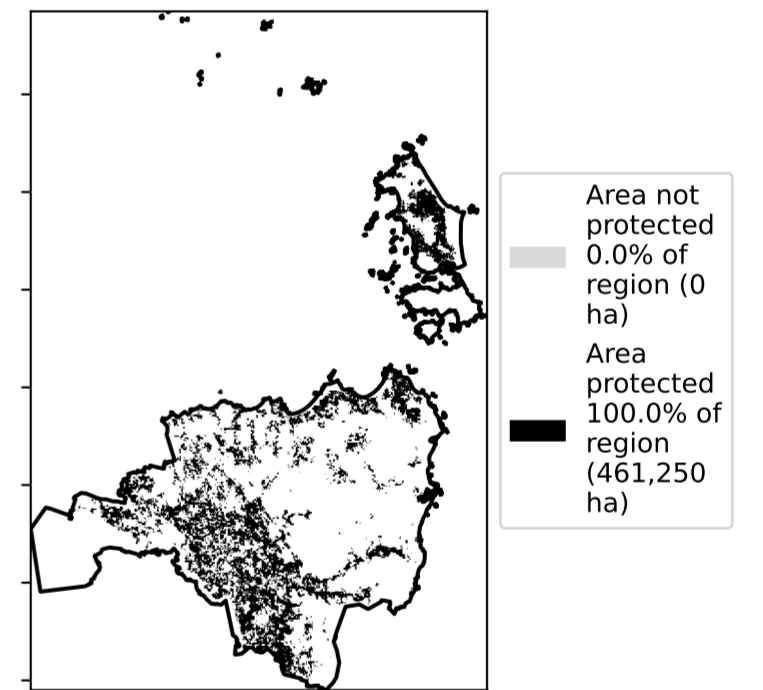 Area not
protected
0.0% of
region (0
ha)
Area
protected
100.0% of
region
(461,250
ha)